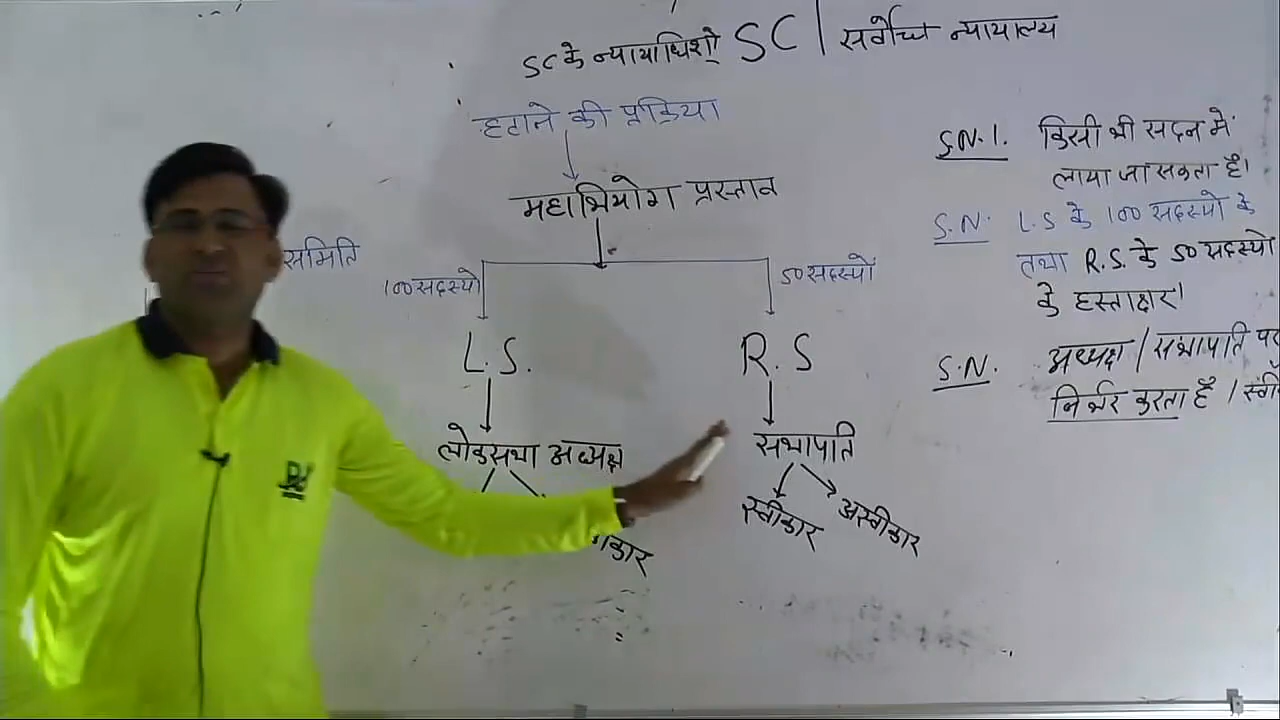 SC के न्यायाधिशो SC | सर्वोच्च न्यायालय
हटाने की प्रक्रिया
महाभियोग प्रस्ताव
समिति
100 सदस्यो
50 सदस्यों
L.S.
R.S
लोकसभा अध्यक्ष
सभापति
स्वीकार
अस्वीकार
S.N.1. किसी भी सदन में
लाया जा सकता है।
S.N. L.S के 100 सदस्यो के
तथा R.S. के 50 सदस्यो
के हस्ताक्षर।
S.N. अध्यक्ष / सभापति पर
निर्भर करता है /